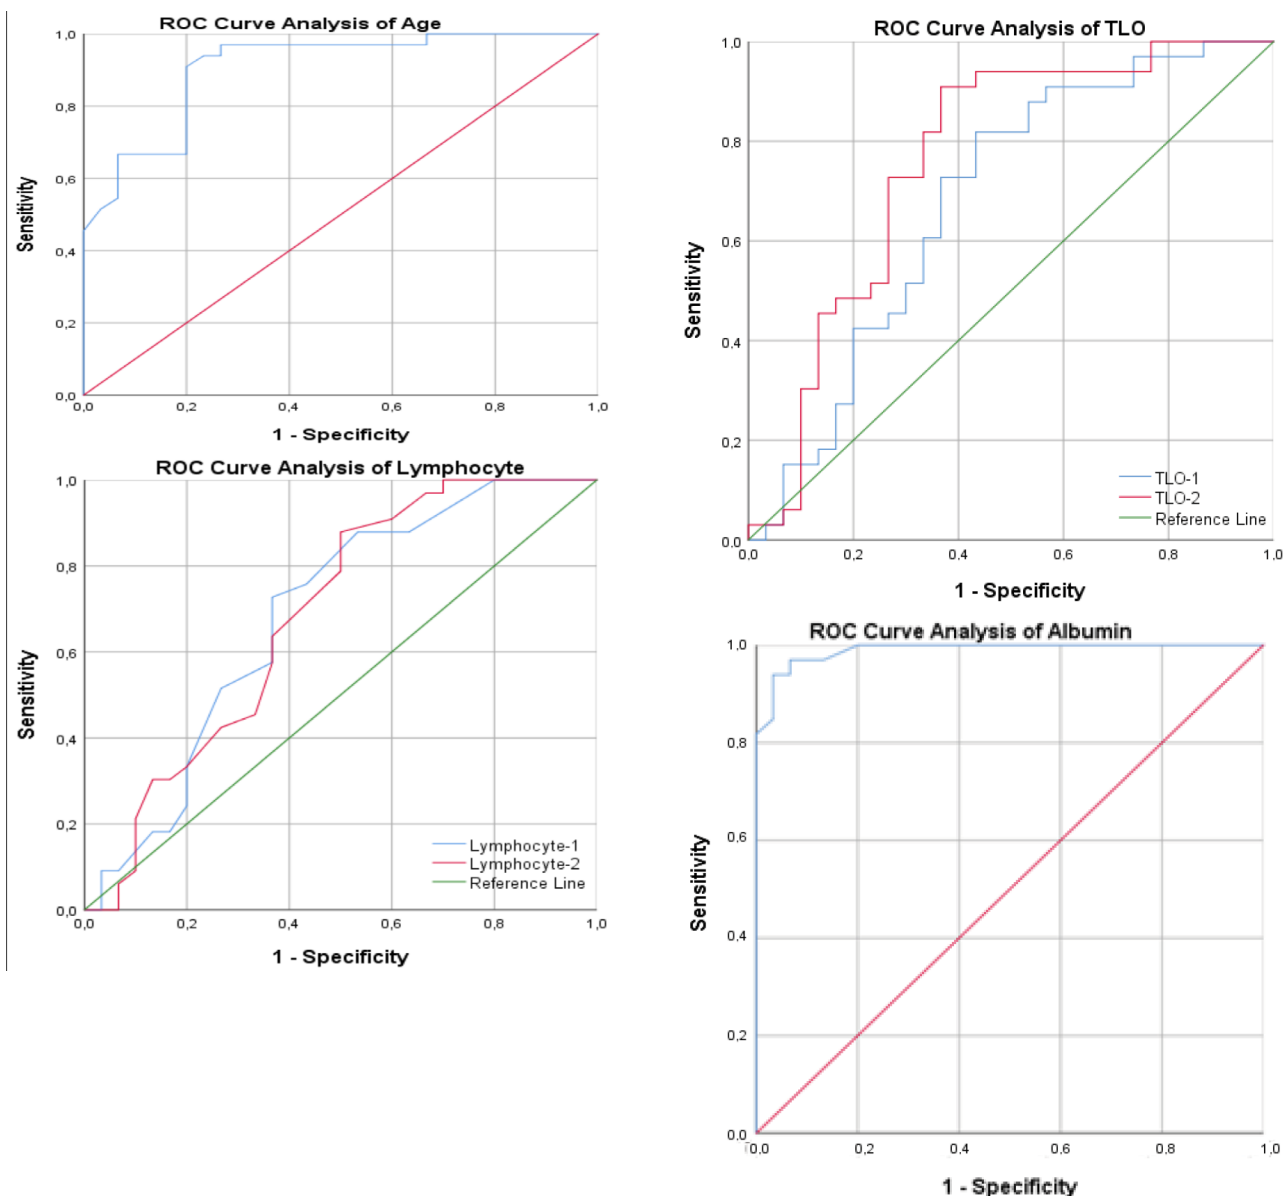 ROC Curve Analysis of Age
1,0
0,8
0,6
0,4
0,2
0,0
Sensitivity
0,0 0,2 0,4 0,6 0,8 1,0
1 - Specificity
ROC Curve Analysis of TLO
1.0
0.8
0.6
0.4
0.2
0.0
Sensitivity
TLO-1
TLO-2
Reference Line
0,0 0,2 0,4 0,6 0,8 1,0
1 - Specificity
ROC Curve Analysis of Lymphocyte
1,0
0,8
0,6
0,4
0,2
0,0
Sensitivity
Lymphocyte-1
Lymphocyte-2
Reference Line
0,0 0,2 0,4 0,6 0,8 1,0
1 - Specificity
ROC Curve Analysis of Albumin
1.0
0.8
0.6
0.4
0.2
0.0
Sensitivity
0.0 0.2 0.4 0.6 0.8 1.0
1 - Specificity